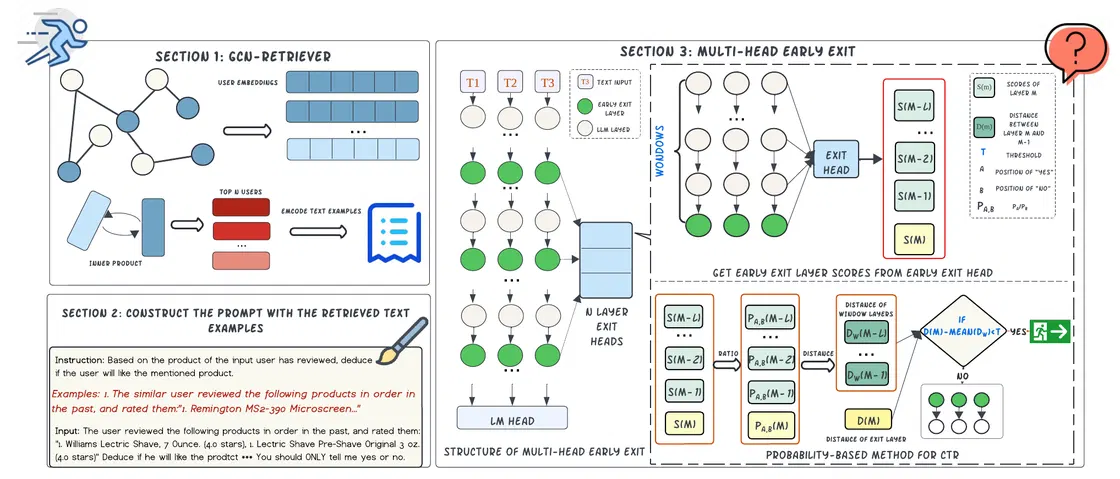 SECTION 1: GCN-RETRIEVER
USER EMBEDDINGS
...
INNER PRODUCT
TOP N USERS
...
EMCODE TEXT EXAMPLES
SECTION 2: CONSTRUCT THE PROMPT WITH THE RETRIEVED TEXT
EXAMPLES
Instruction: Based on the product of the input user has reviewed, deduce
if the user will like the mentioned product.
Examples: 1. The similar user reviewed the following products in order in
the past, and rated them:"1. Remington MS2-390 Microscreen..."
Input: The user reviewed the following products in order in the past, and rated them:
"1. Williams Lectric Shave, 7 Ounce. (4.0 stars), 1. Lectric Shave Pre-Shave Original 3 oz.
(4.0 stars)" Deduce if he will like the prodtct ••• You should ONLY tell me yes or no.
SECTION 3: MULTI-HEAD EARLY EXIT
T1 T2 T3
T3 TEXT INPUT
EARLY EXIT
LAYER
LLM LAYER
...
...
...
...
LM HEAD
N LAYER
EXIT
HEADS
STRUCTURE OF MULTI-HEAD EARLY EXIT
WONDOWS
...
EXIT
HEAD
S(M-L)
...
S(M-2)
S(M-1)
S(M)
S(m) SCORES OF
LAYER M
D(m) DISTANCE
BETWEEN
LAYER M AND
M-1
T THRESHOLD
A POSITION OF "YES"
B POSITION OF "NO"
PA,B PA/PB
GET EARLY EXIT LAYER SCORES FROM EARLY EXIT HEAD
S(M-L)
...
S(M-2)
S(M-1)
S(M)
RATIO
PA,B(M-L)
...
PA,B(M-2)
PA,B(M-1)
PA,B(M)
DISTANCE
DISTANCE OF
WINDOW LAYERS
DW(M-L)
...
DW(M-1)
D(M)
DISTANCE OF EXIT LAYER
IF
D(M)-MEAN(DW)<T
YES
NO
PROBABILITY-BASED METHOD FOR CTR
?